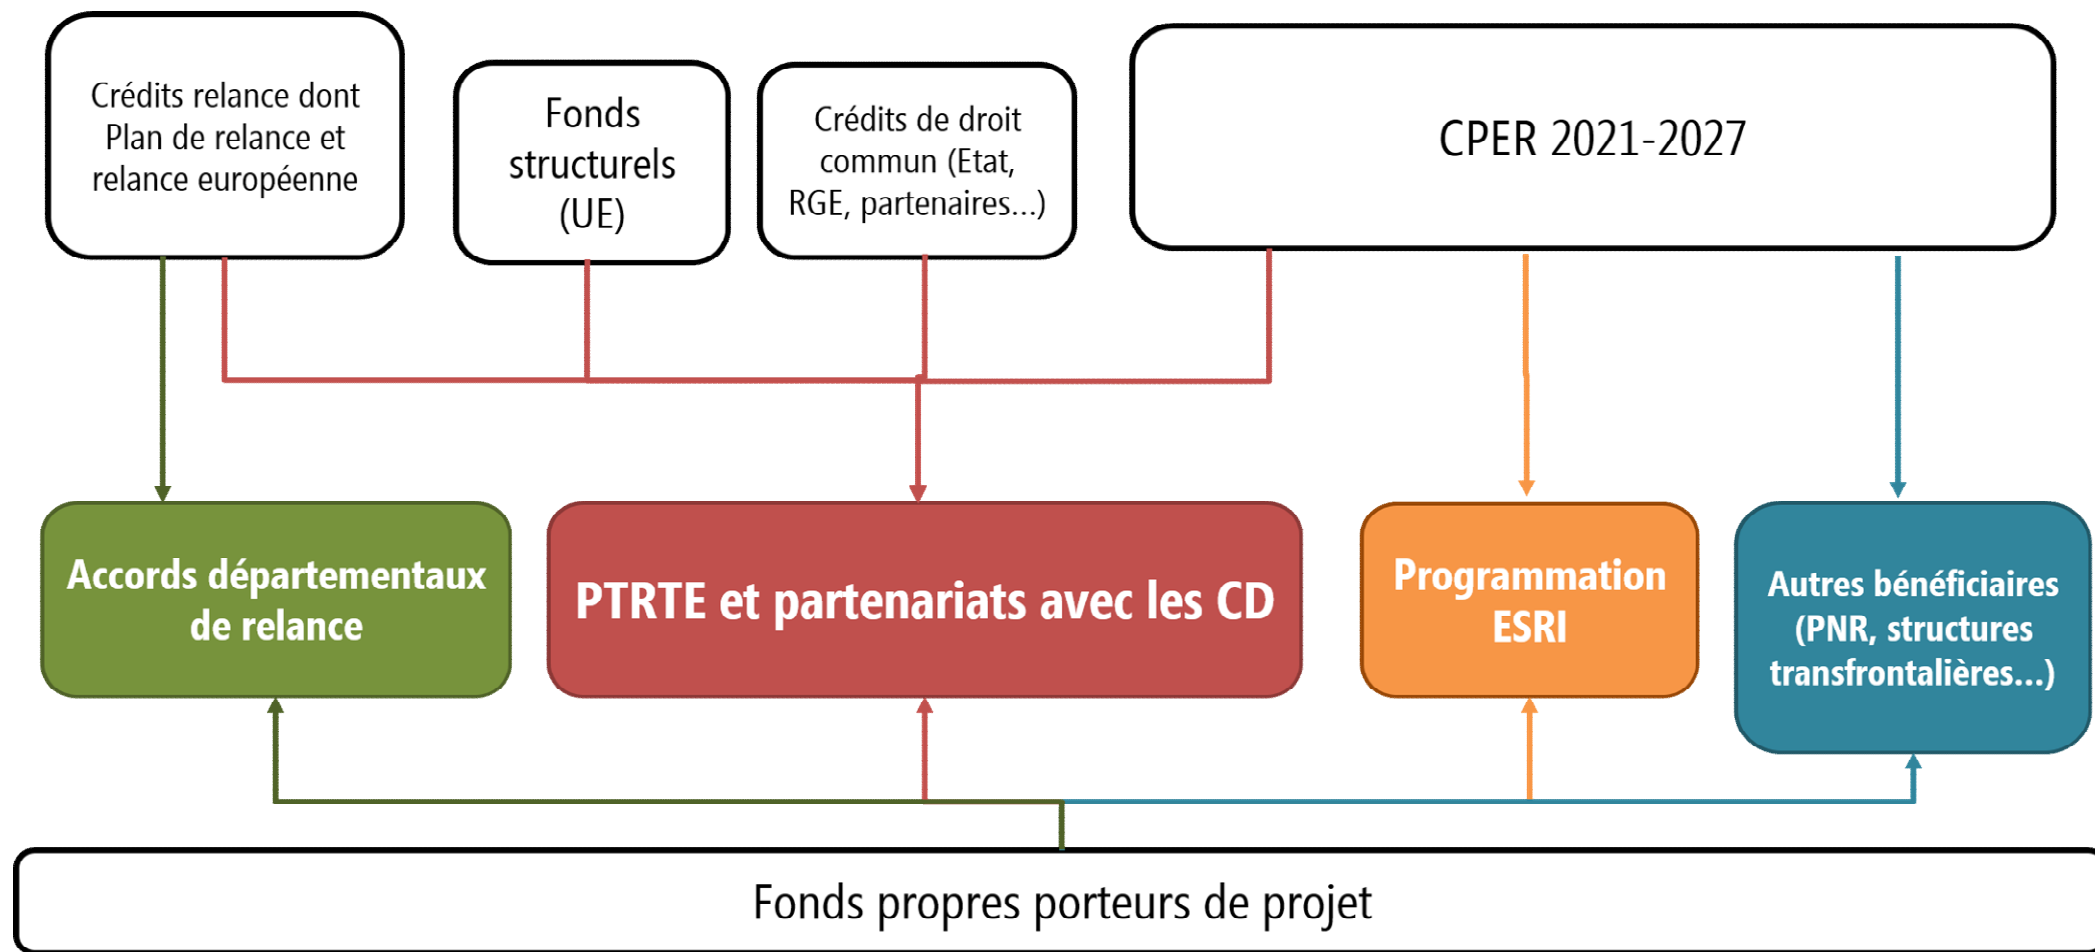 Crédits relance dont
Plan de relance et
relance européenne
Fonds
structurels
(UE)
Crédits de droit
commun (Etat,
RGE, partenaires...)
CPER 2021-2027
Accords départementaux
de relance
PTRTE et partenariats avec les CD
Programmation
ESRI
Autres bénéficiaires
(PNR, structures
transfrontalières...)
Fonds propres porteurs de projet